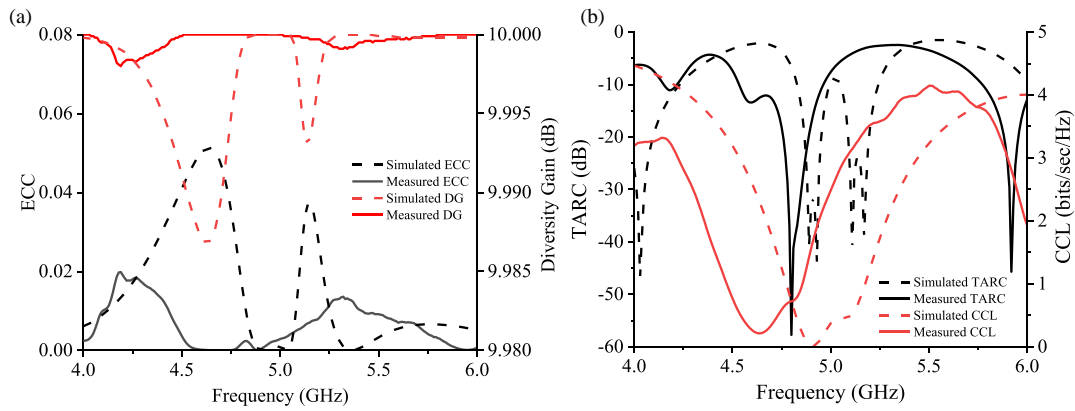 (a)
0.08
0.06
0.04
0.02
0.00
ECC
4.0 4.5 5.0 5.5 6.0
Frequency (GHz)
10.000
9.995
9.990
9.985
9.980
Diversity Gain (dB)
Simulated ECC
Measured ECC
Simulated DG
Measured DG
(b)
0
-10
-20
-30
-40
-50
-60
TARC (dB)
4.0 4.5 5.0 5.5 6.0
Frequency (GHz)
5
4
3
2
1
0
CCL (bits/sec/Hz)
Simulated TARC
Measured TARC
Simulated CCL
Measured CCL